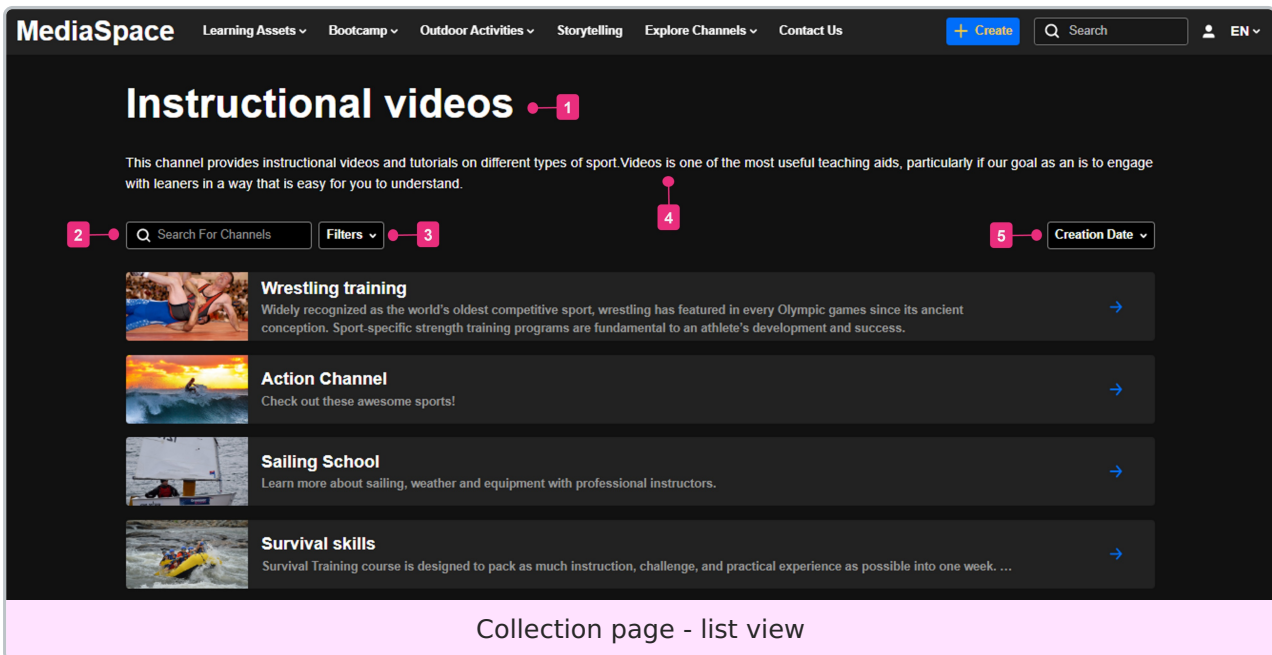 MediaSpace Learning Assets Bootcamp Outdoor Activities Storytelling Explore Channels Contact Us + Create Search EN
Instructional videos 1
This channel provides instructional videos and tutorials on different types of sport.Videos is one of the most useful teaching aids, particularly if our goal as an is to engage
with leaners in a way that is easy for you to understand.
4
2 Search For Channels Filters 3 5 Creation Date
Wrestling training
Widely recognized as the world's oldest competitive sport, wrestling has featured in every Olympic games since its ancient
conception. Sport-specific strength training programs are fundamental to an athlete's development and success.
Action Channel
Check out these awesome sports!
Sailing School
Learn more about sailing, weather and equipment with professional instructors.
Survival skills
Survival Training course is designed to pack as much instruction, challenge, and practical experience as possible into one week. ...
Collection page - list view